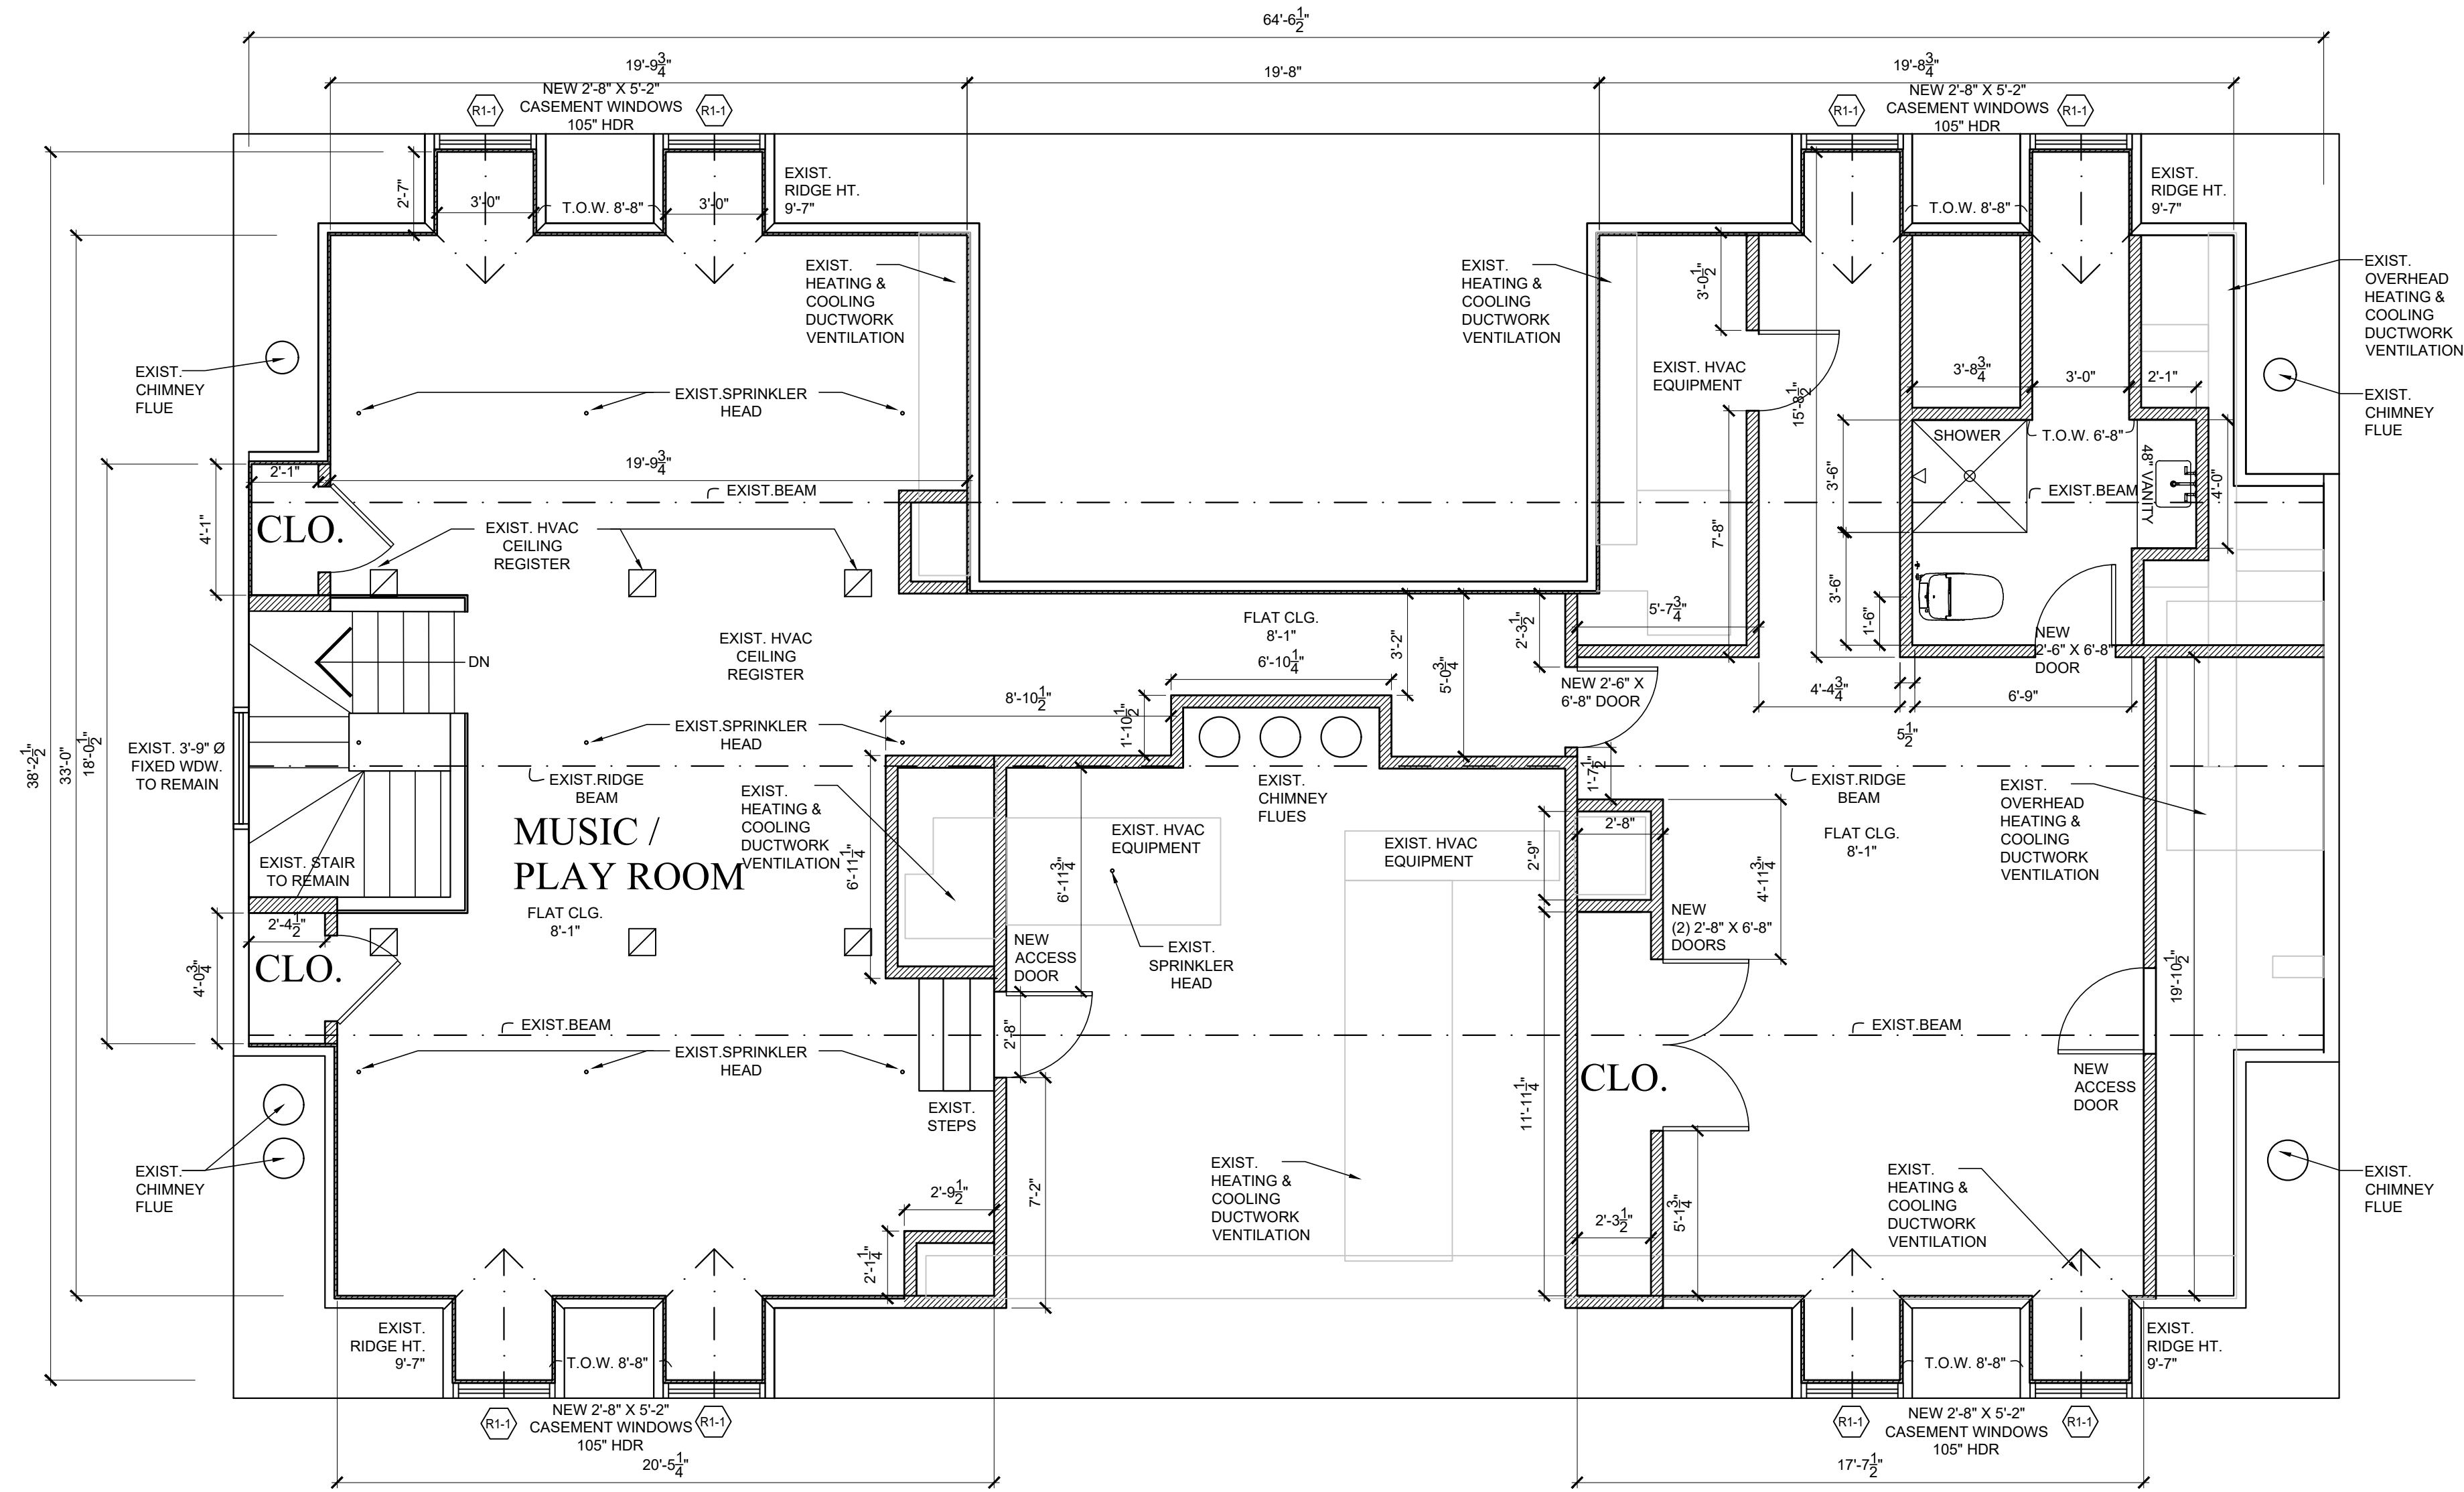 64'-6 1/2"
19'-9 3/4"
19'-8"
19'-8 3/4"
NEW 2'-8" X 5'-2"
CASEMENT WINDOWS
105" HDR
R1-1
R1-1
NEW 2'-8" X 5'-2"
CASEMENT WINDOWS
105" HDR
R1-1
R1-1
2'-7"
3'-0"
T.O.W. 8'-8"
3'-0"
EXIST.
RIDGE HT.
9'-7"
T.O.W. 8'-8"
EXIST.
RIDGE HT.
9'-7"
EXIST.
HEATING &
COOLING
DUCTWORK
VENTILATION
EXIST.
HEATING &
COOLING
DUCTWORK
VENTILATION
3'-0 1/2"
EXIST.
OVERHEAD
HEATING &
COOLING
DUCTWORK
VENTILATION
EXIST.
CHIMNEY
FLUE
EXIST.SPRINKLER
HEAD
EXIST. HVAC
EQUIPMENT
15'-8 1/2"
3'-8 3/4"
3'-0"
2'-1"
EXIST.
CHIMNEY
FLUE
2'-1"
19'-9 3/4"
EXIST.BEAM
SHOWER
T.O.W. 6'-8"
48" VANITY
EXIST.BEAM
3'-6"
4'-0"
4'-1"
CLO.
EXIST. HVAC
CEILING
REGISTER
7'-8"
3'-6"
1'-6"
5'-7 3/4"
DN
EXIST. HVAC
CEILING
REGISTER
FLAT CLG.
8'-1"
6'-10 1/4"
3'-2"
5'-0 3/4"
2'-3 1/2"
NEW 2'-6" X
6'-8" DOOR
NEW
2'-6" X 6'-8"
DOOR
4'-4 3/4"
6'-9"
5 1/2"
8'-10 1/2"
1'-10 1/2"
38'-2 1/2"
33'-0"
18'-0 1/2"
EXIST. 3'-9" Ø
FIXED WDW.
TO REMAIN
EXIST.SPRINKLER
HEAD
EXIST.RIDGE
BEAM
EXIST.
HEATING &
COOLING
DUCTWORK
VENTILATION
MUSIC /
PLAY ROOM
FLAT CLG.
8'-1"
6'-11 1/4"
6'-11 3/4"
EXIST. HVAC
EQUIPMENT
EXIST.
CHIMNEY
FLUES
EXIST. HVAC
EQUIPMENT
1'-7 1/2"
2'-8"
2'-9"
4'-11 3/4"
EXIST.RIDGE
BEAM
FLAT CLG.
8'-1"
EXIST.
OVERHEAD
HEATING &
COOLING
DUCTWORK
VENTILATION
EXIST. STAIR
TO REMAIN
2'-4 1/2"
4'-0 3/4"
CLO.
NEW
ACCESS
DOOR
EXIST.
SPRINKLER
HEAD
NEW
(2) 2'-8" X 6'-8"
DOORS
19'-10 1/2"
EXIST.BEAM
2'-8"
EXIST.BEAM
EXIST.SPRINKLER
HEAD
CLO.
11'-11 1/4"
NEW
ACCESS
DOOR
EXIST.
STEPS
EXIST.
CHIMNEY
FLUE
2'-9 1/2"
7'-2"
2'-1 1/4"
EXIST.
HEATING &
COOLING
DUCTWORK
VENTILATION
2'-3 1/2"
5'-1 3/4"
EXIST.
HEATING &
COOLING
DUCTWORK
VENTILATION
EXIST.
CHIMNEY
FLUE
EXIST.
RIDGE HT.
9'-7"
T.O.W. 8'-8"
T.O.W. 8'-8"
EXIST.
RIDGE HT.
9'-7"
R1-1
NEW 2'-8" X 5'-2"
CASEMENT WINDOWS
105" HDR
R1-1
R1-1
NEW 2'-8" X 5'-2"
CASEMENT WINDOWS
105" HDR
R1-1
20'-5 1/4"
17'-7 1/2"